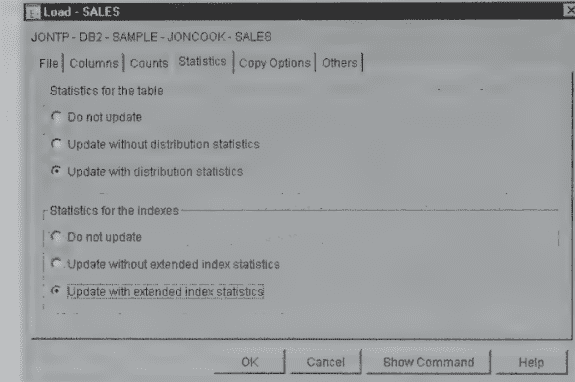 Load - SALES
JONTP - DB2 - SAMPLE - JONCOOK - SALES
File Columns Counts Statistics Copy Options Others
Statistics for the table
Do not update
Update without distribution statistics
Update with distribution statistics
Statistics for the indexes
Do not update
Update without extended index statistics
Update with extended index statistics
OK Cancel Show Command Help